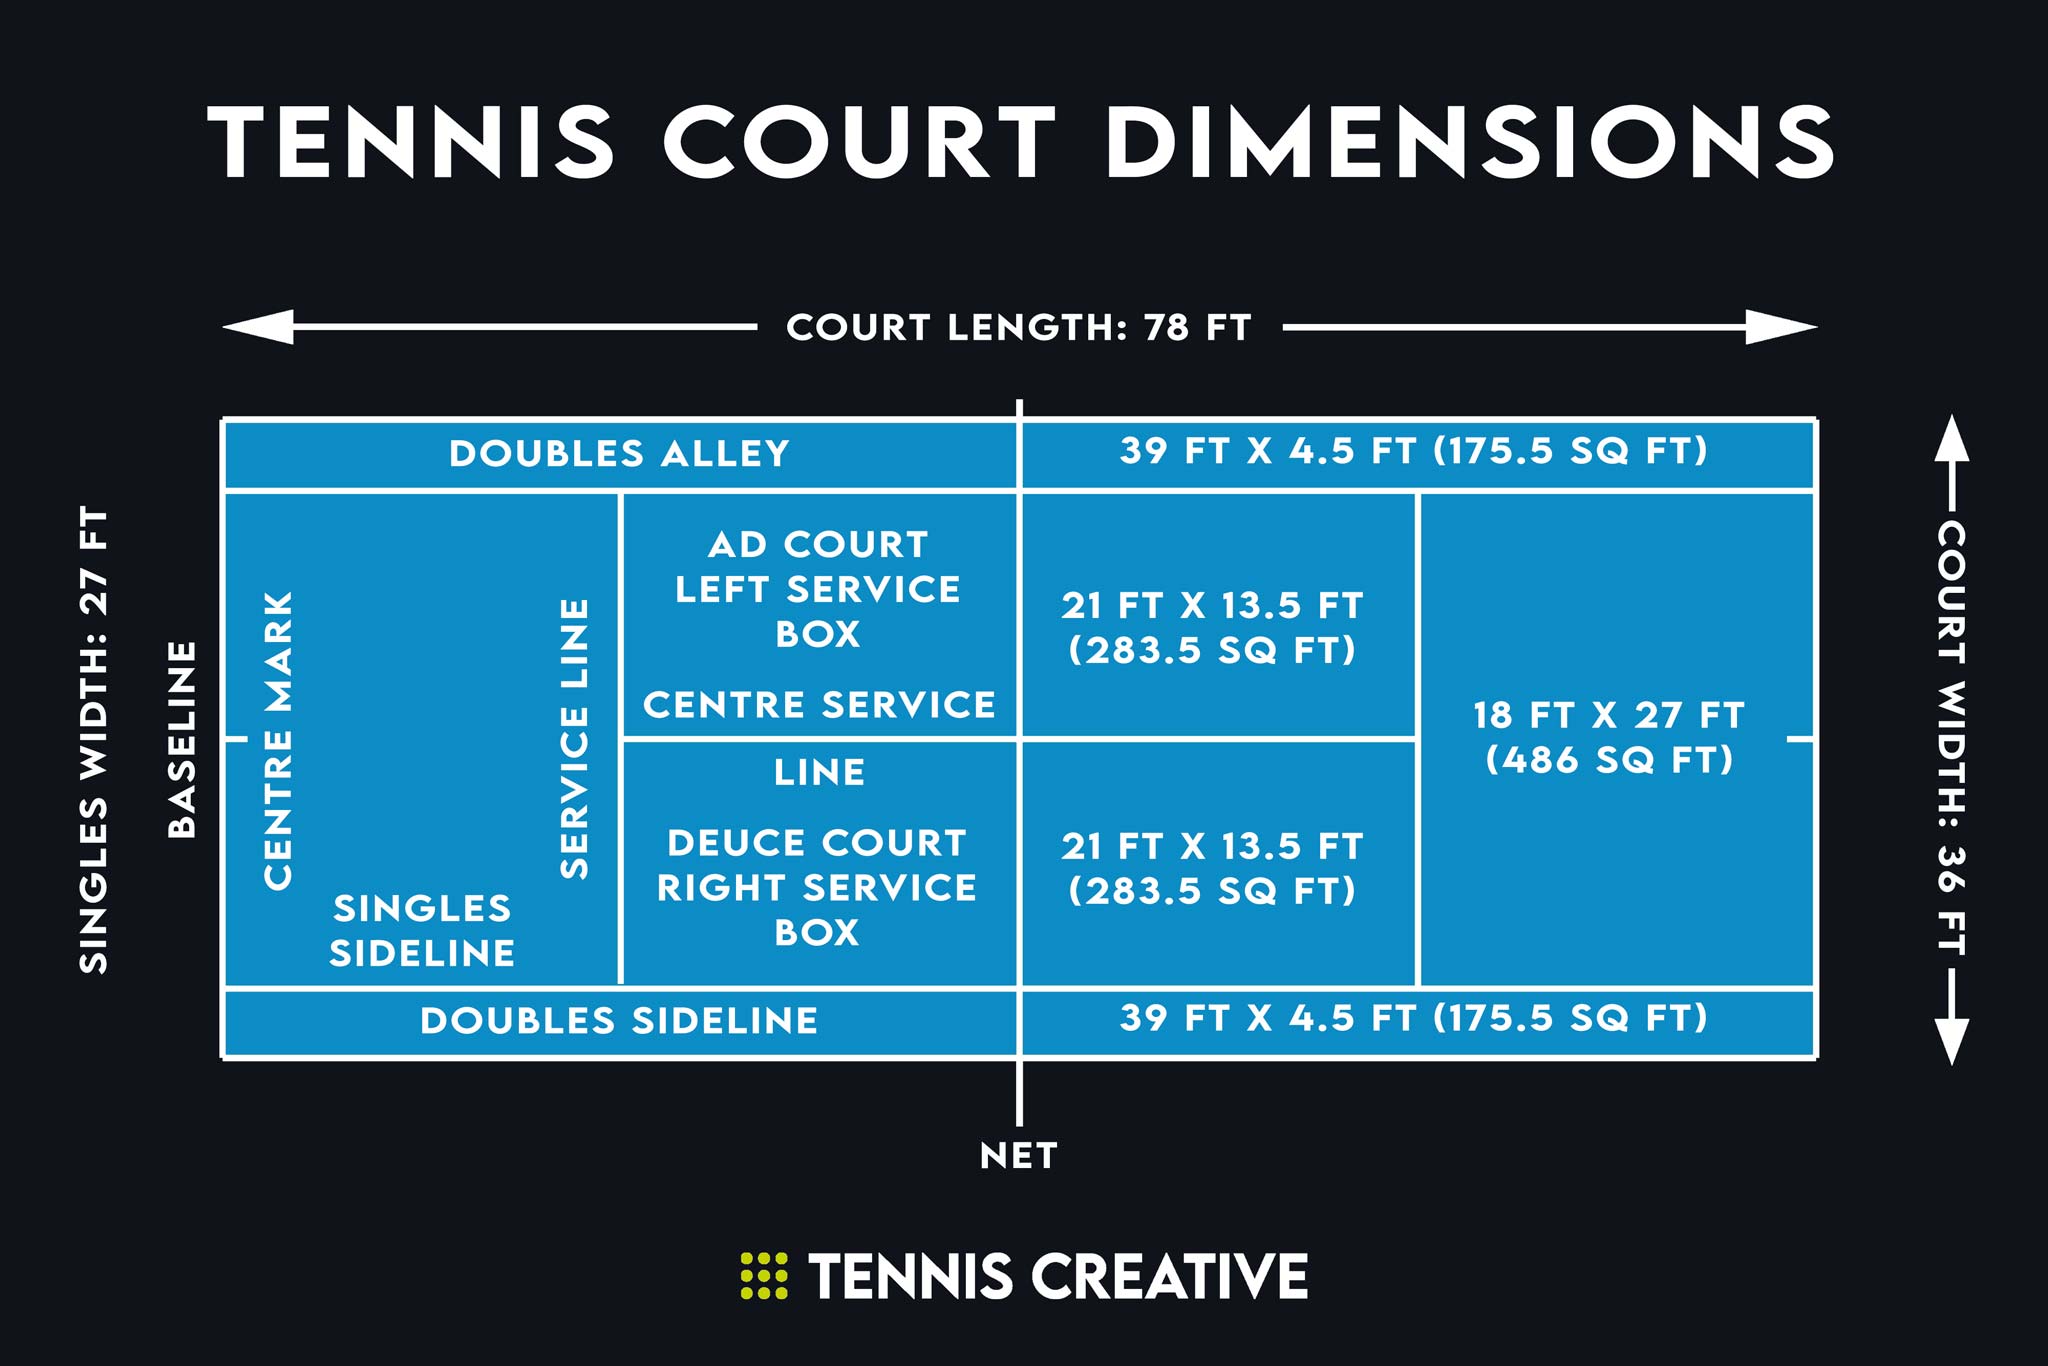 TENNIS COURT DIMENSIONS
COURT LENGTH: 78 FT
DOUBLES ALLEY
39 FT X 4.5 FT (175.5 SQ FT)
SINGLES WIDTH: 27 FT
BASELINE
CENTRE MARK
SERVICE LINE
AD COURT
LEFT SERVICE
BOX
CENTRE SERVICE
LINE
DEUCE COURT
RIGHT SERVICE
BOX
21 FT X 13.5 FT
(283.5 SQ FT)
21 FT X 13.5 FT
(283.5 SQ FT)
18 FT X 27 FT
(486 SQ FT)
COURT WIDTH: 36 FT
SINGLES
SIDELINE
DOUBLES SIDELINE
39 FT X 4.5 FT (175.5 SQ FT)
NET
TENNIS CREATIVE